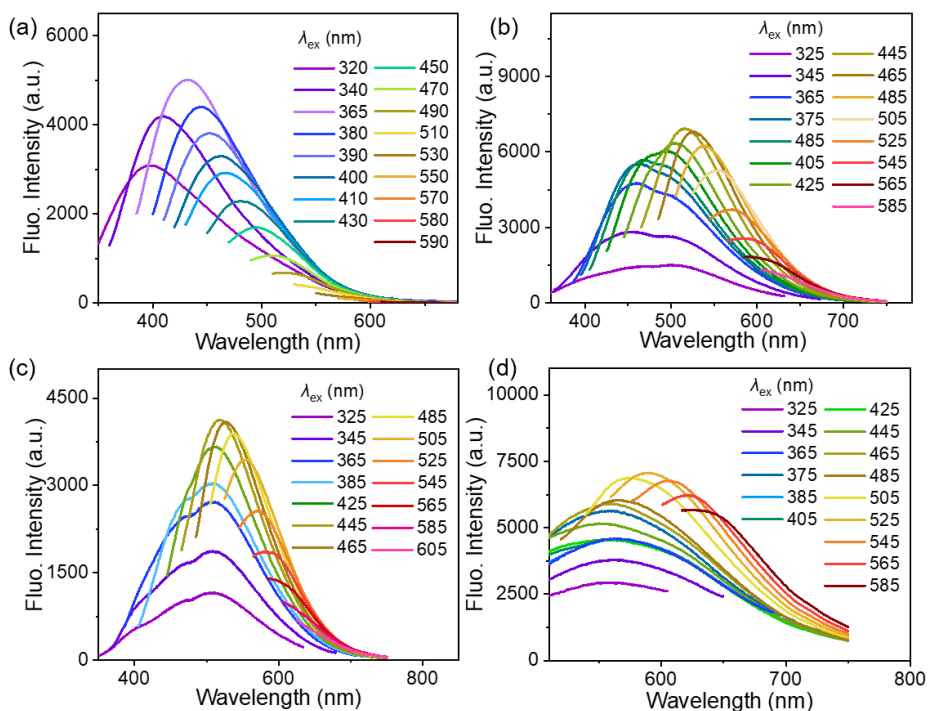 (a)
Fluo. Intensity (a.u.)
6000
4000
2000
0
400 500 600
Wavelength (nm)
λex (nm)
320 450
340 470
365 490
380 510
390 530
400 550
410 570
430 580
590
(b)
Fluo. Intensity (a.u.)
9000
6000
3000
0
400 500 600 700
Wavelength (nm)
λex (nm)
325 445
345 465
365 485
375 505
485 525
405 545
425 565
585
(c)
Fluo. Intensity (a.u.)
4500
3000
1500
0
400 600 800
Wavelength (nm)
λex (nm)
325 485
345 505
365 525
385 545
425 565
445 585
465 605
(d)
Fluo. Intensity (a.u.)
10000
7500
5000
2500
0
600 700 800
Wavelength (nm)
λex (nm)
325 425
345 445
365 465
375 485
385 505
405 525
545
565
585